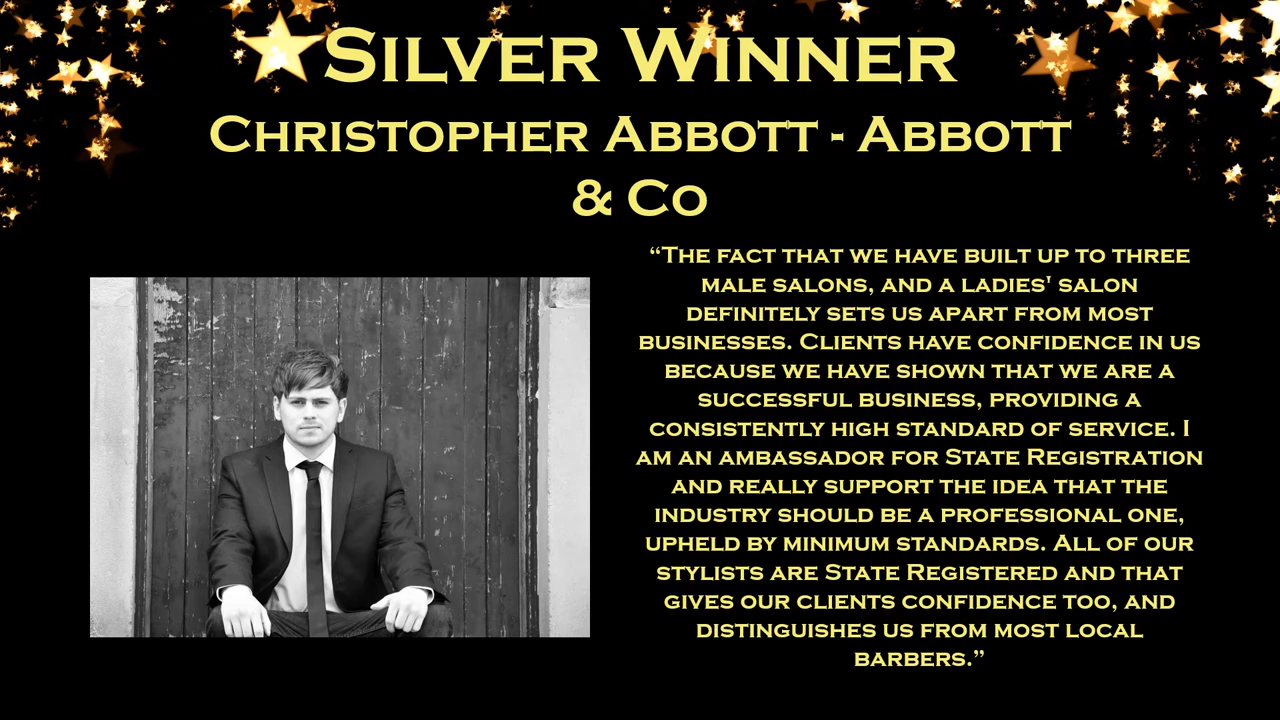 Silver Winner
Christopher Abbott - Abbott
& Co
“The fact that we have built up to three
male salons, and a ladies' salon
definitely sets us apart from most
businesses. Clients have confidence in us
because we have shown that we are a
successful business, providing a
consistently high standard of service. I
am an ambassador for State Registration
and really support the idea that the
industry should be a professional one,
upheld by minimum standards. All of our
stylists are State Registered and that
gives our clients confidence too, and
distinguishes us from most local
barbers.”